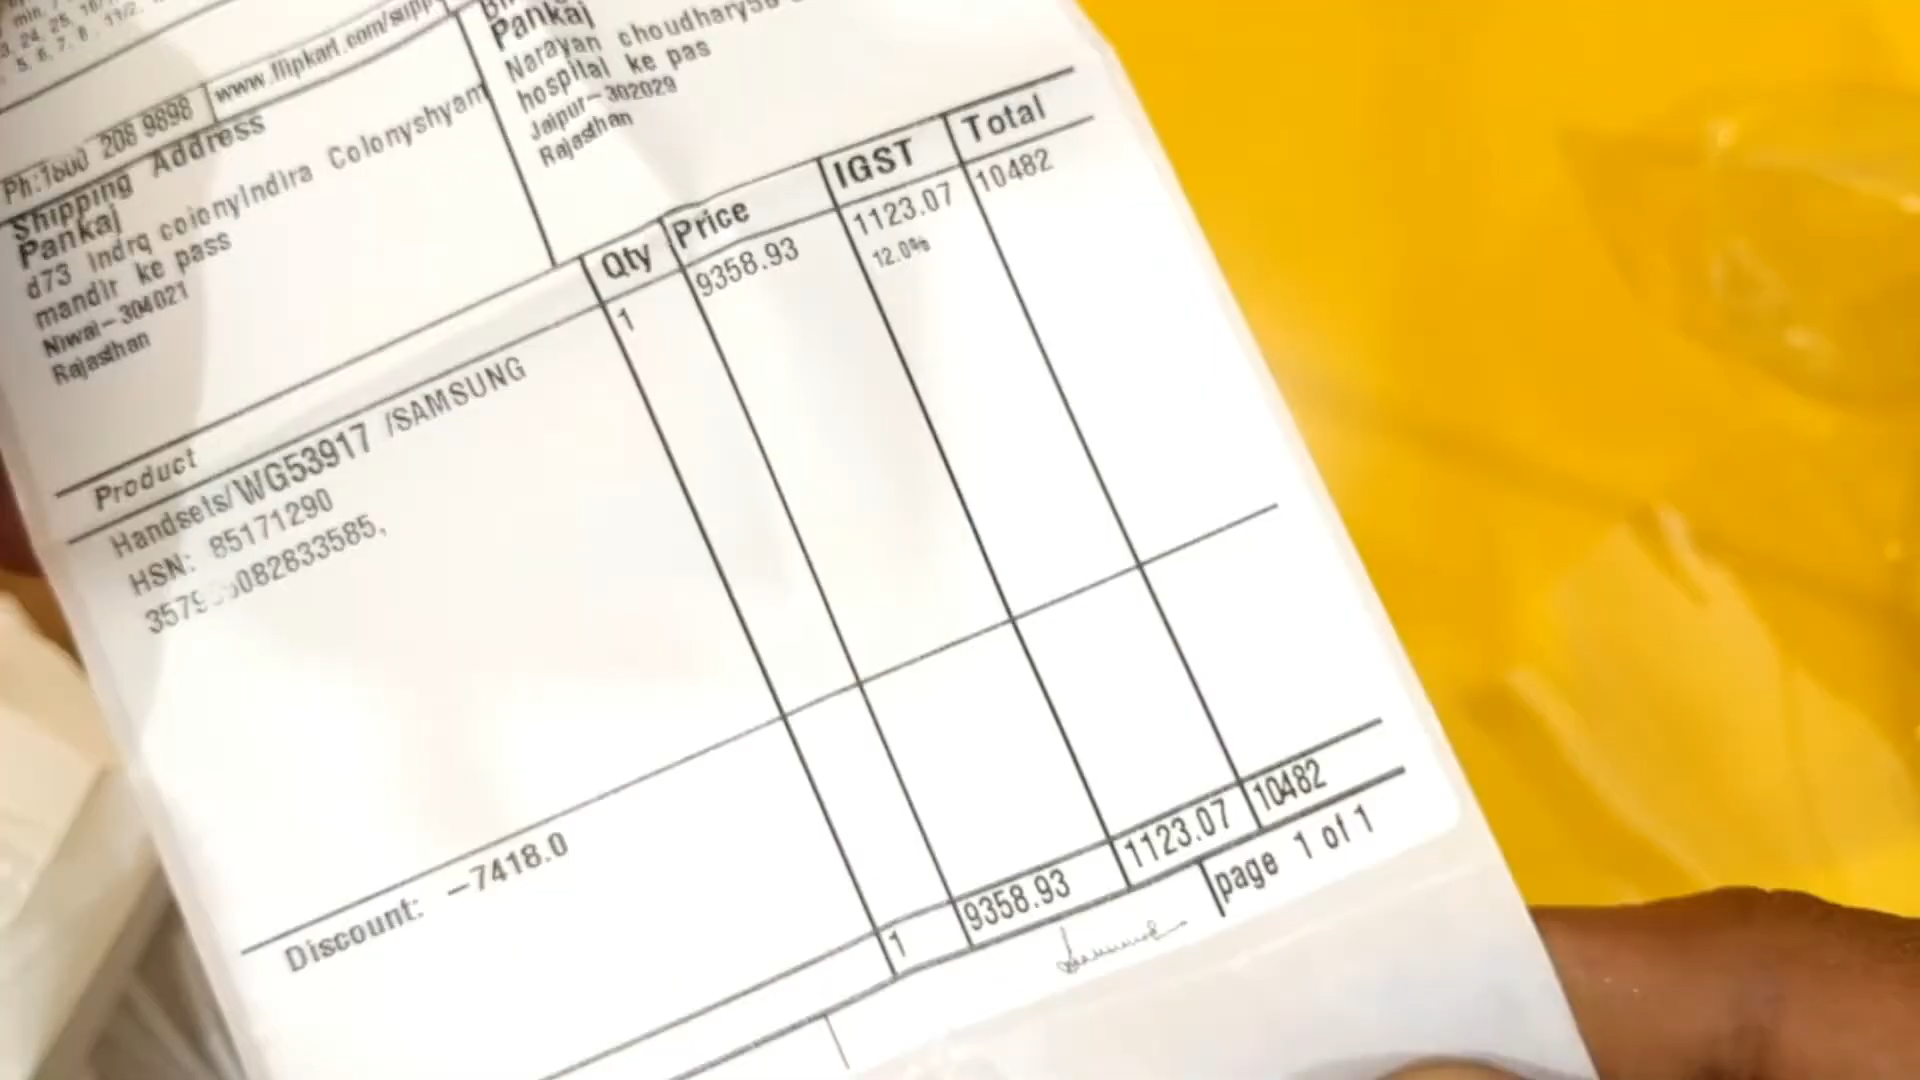 Ph:1800 208 9898
www.flipkart.com/supp
Shipping Address
Pankaj
d73 Indrq colonyIndira Colonyshyam
mandir ke pass
Niwai-304021
Rajasthan
Pankaj
Narayan choudhary
hospital ke pas
Jaipur-302029
Rajasthan
Product Qty Price IGST Total
Handsets/WG53917 /SAMSUNG 1 9358.93 1123.07 10482
12.0%
HSN: 85171290
082833585,
Discount: -7418.0
1 9358.93 1123.07 10482
page 1 of 1